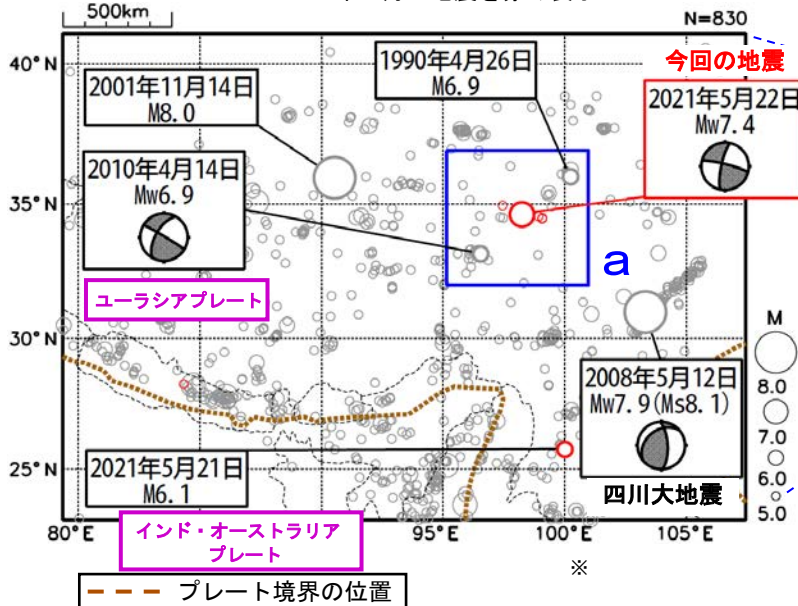 500km
N=830
40°N
1990年4月26日
M6.9
今回の地震
2001年11月14日
M8.0
2021年5月22日
Mw7.4
2010年4月14日
Mw6.9
35°N
a
ユーラシアプレート
30°N
M
8.0
7.0
6.0
5.0
2008年5月12日
Mw7.9(Ms8.1)
四川大地震
25°N
2021年5月21日
M6.1
80°E
95°E
100°E
105°E
インド・オーストラリア
プレート
※
プレート境界の位置